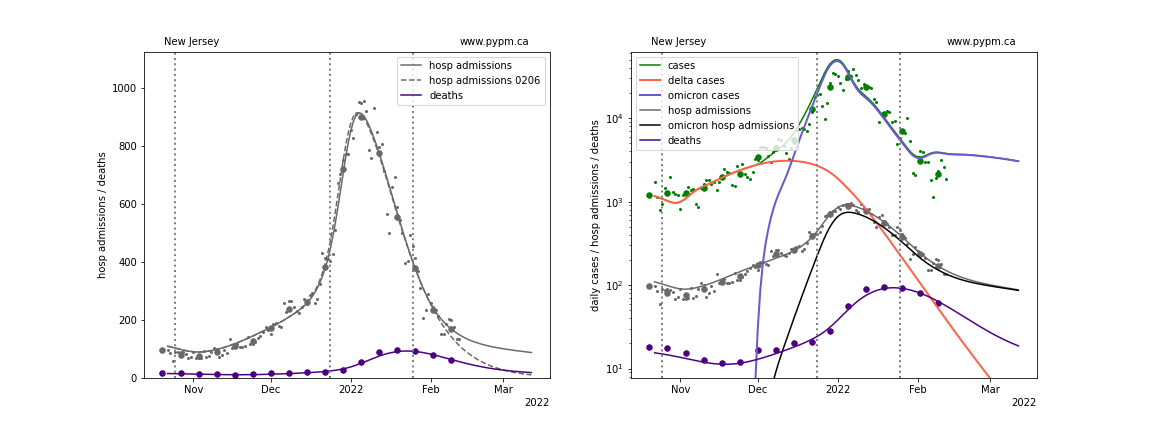 New Jersey
www.pypm.ca
hosp admissions
hosp admissions 0206
deaths
hosp admissions / deaths
1000
800
600
400
200
0
Nov
Dec
2022
Feb
Mar
2022
New Jersey
www.pypm.ca
cases
delta cases
omicron cases
hosp admissions
omicron hosp admissions
deaths
daily cases / hosp admissions / deaths
10⁴
10³
10²
10¹
Nov
Dec
2022
Feb
Mar
2022